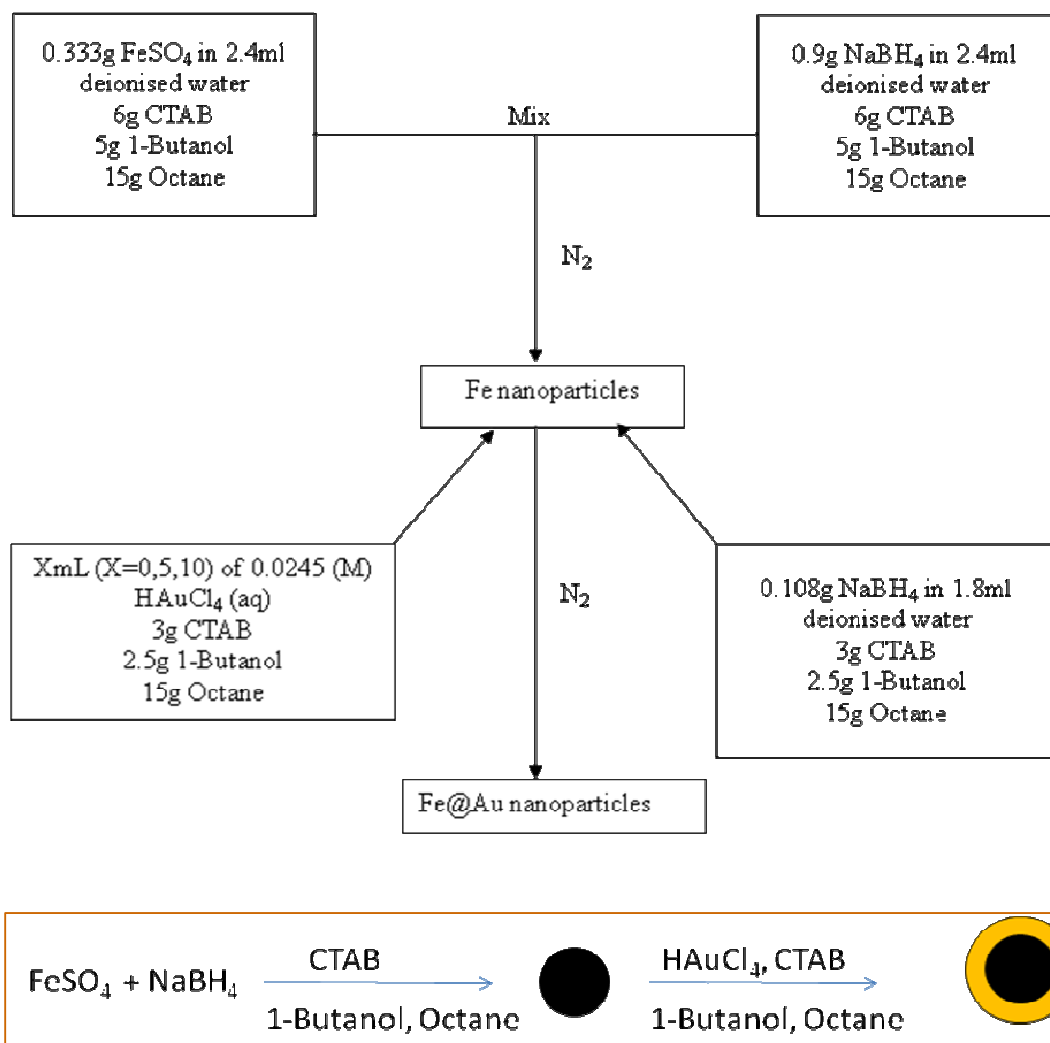 0.333g FeSO₄ in 2.4ml
deionised water
6g CTAB
5g 1-Butanol
15g Octane
Mix
0.9g NaBH₄ in 2.4ml
deionised water
6g CTAB
5g 1-Butanol
15g Octane
N₂
Fe nanoparticles
XmL (X=0,5,10) of 0.0245 (M)
HAuCl₄ (aq)
3g CTAB
2.5g 1-Butanol
15g Octane
N₂
0.108g NaBH₄ in 1.8ml
deionised water
3g CTAB
2.5g 1-Butanol
15g Octane
Fe@Au nanoparticles
FeSO₄ + NaBH₄
CTAB
1-Butanol, Octane
HAuCl₄, CTAB
1-Butanol, Octane